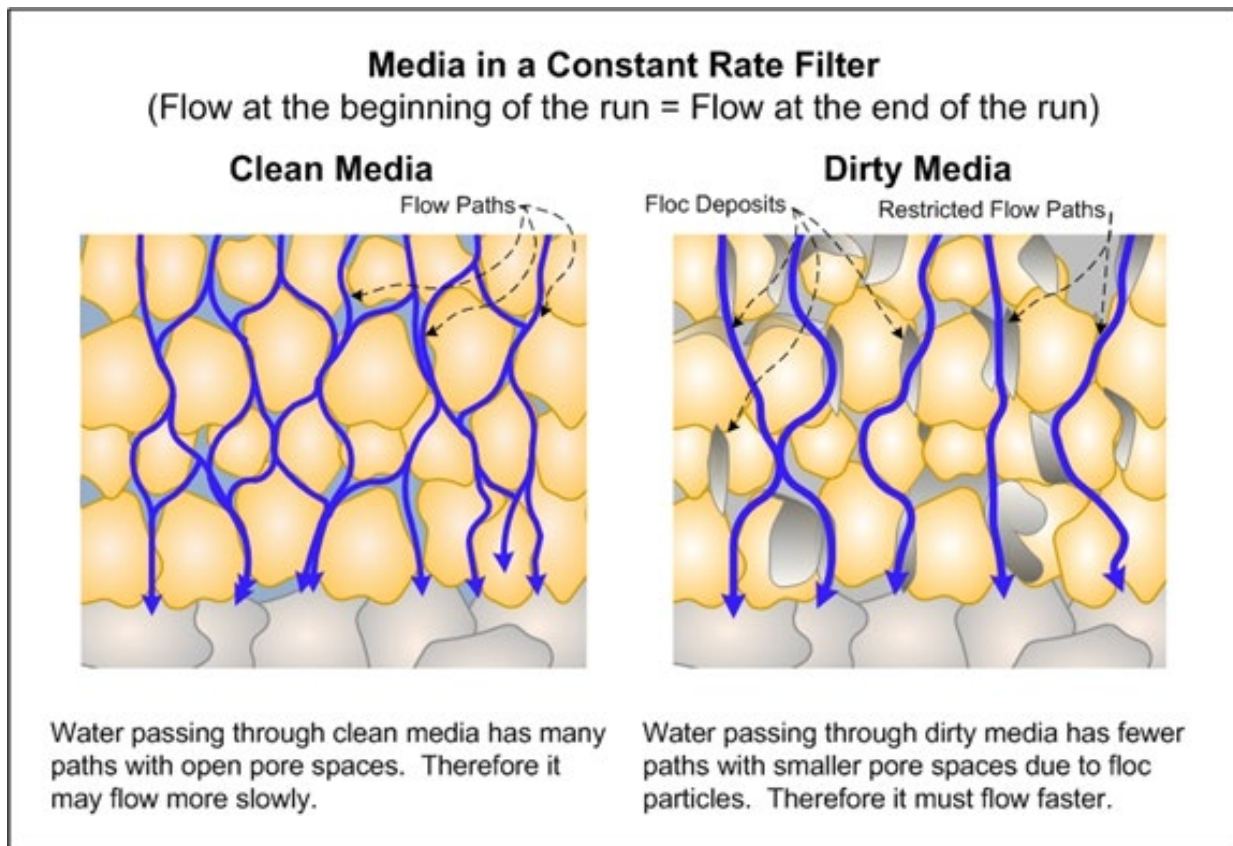 Media in a Constant Rate Filter
(Flow at the beginning of the run = Flow at the end of the run)
Clean Media
Flow Paths
Water passing through clean media has many
paths with open pore spaces.  Therefore it
may flow more slowly.
Dirty Media
Floc Deposits
Restricted Flow Paths
Water passing through dirty media has fewer
paths with smaller pore spaces due to floc
particles.  Therefore it must flow faster.